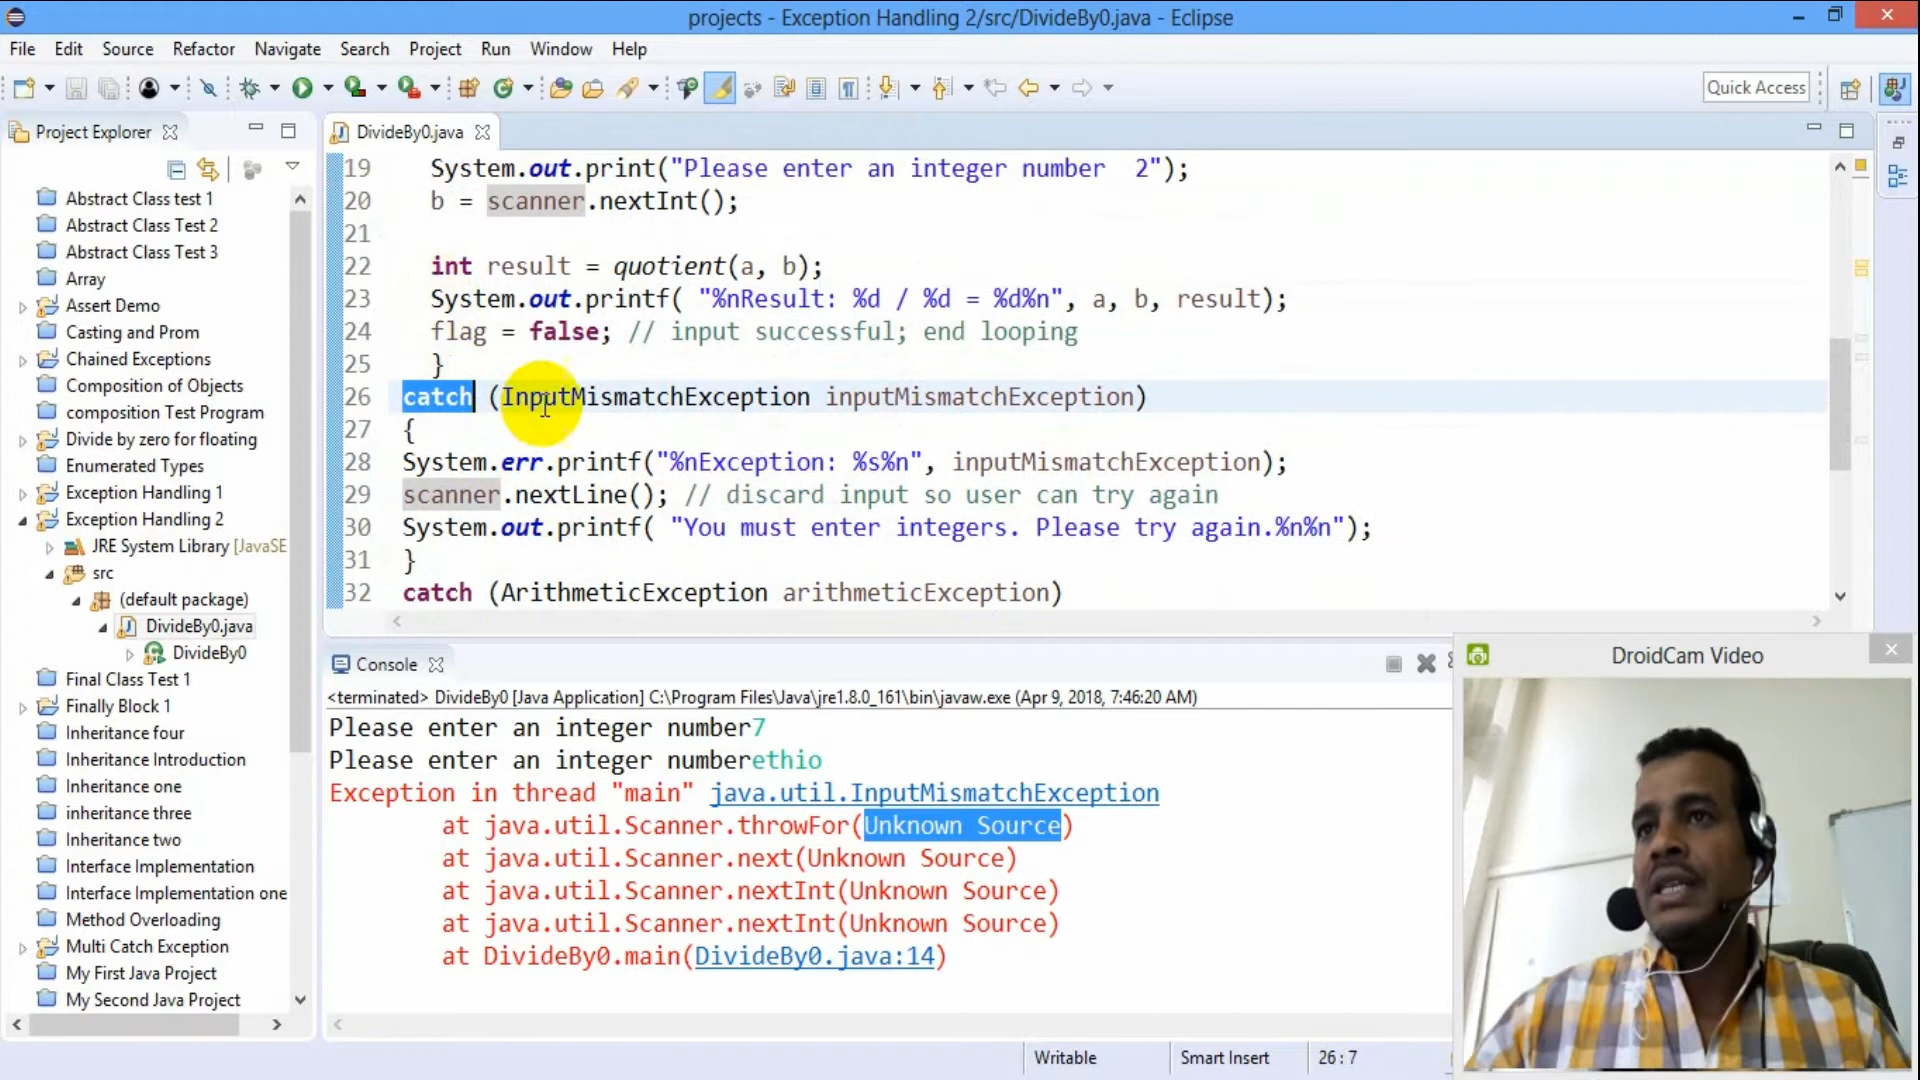 projects - Exception Handling 2/src/DivideBy0.java - Eclipse
File Edit Source Refactor Navigate Search Project Run Window Help
Quick Access
Project Explorer
Abstract Class test 1
Abstract Class Test 2
Abstract Class Test 3
Array
Assert Demo
Casting and Prom
Chained Exceptions
Composition of Objects
composition Test Program
Divide by zero for floating
Enumerated Types
Exception Handling 1
Exception Handling 2
JRE System Library [JavaSE
src
(default package)
DivideBy0.java
DivideBy0
Final Class Test 1
Finally Block 1
Inheritance four
Inheritance Introduction
Inheritance one
inheritance three
Inheritance two
Interface Implementation
Interface Implementation one
Method Overloading
Multi Catch Exception
My First Java Project
My Second Java Project
DivideBy0.java
19 System.out.print("Please enter an integer number  2");
20 b = scanner.nextInt();
21
22 int result = quotient(a, b);
23 System.out.printf( "%nResult: %d / %d = %d%n", a, b, result);
24 flag = false; // input successful; end looping
25 }
26 catch (InputMismatchException inputMismatchException)
27 {
28 System.err.printf("%nException: %s%n", inputMismatchException);
29 scanner.nextLine(); // discard input so user can try again
30 System.out.printf( "You must enter integers. Please try again.%n%n");
31 }
32 catch (ArithmeticException arithmeticException)
Console
<terminated> DivideBy0 [Java Application] C:\Program Files\Java\jre1.8.0_161\bin\javaw.exe (Apr 9, 2018, 7:46:20 AM)
Please enter an integer number7
Please enter an integer numberethio
Exception in thread "main" java.util.InputMismatchException
at java.util.Scanner.throwFor(Unknown Source)
at java.util.Scanner.next(Unknown Source)
at java.util.Scanner.nextInt(Unknown Source)
at java.util.Scanner.nextInt(Unknown Source)
at DivideBy0.main(DivideBy0.java:14)
DroidCam Video
Writable Smart Insert 26 : 7